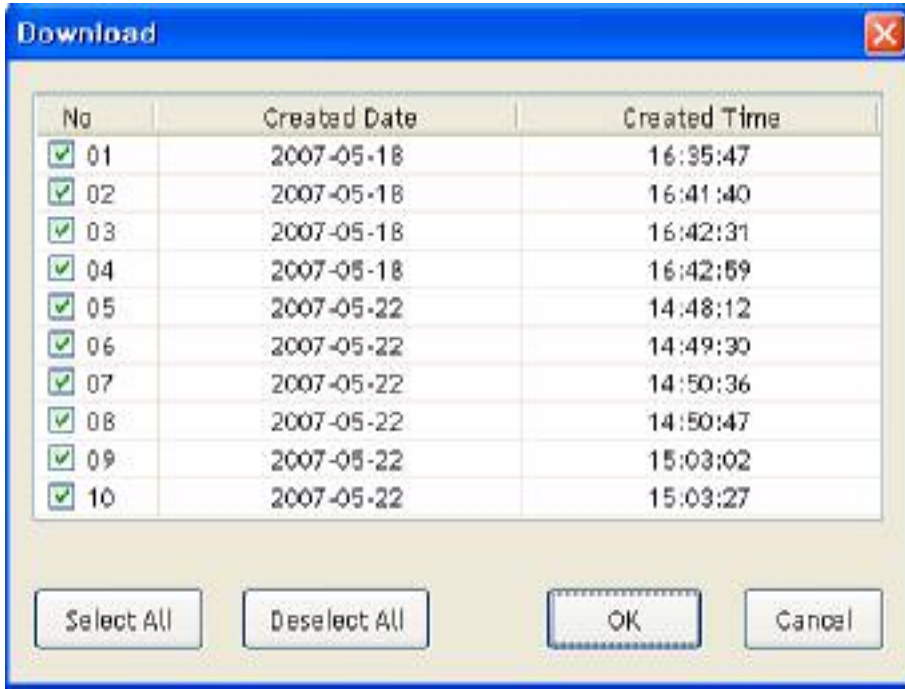 Download
No Created Date Created Time
01 2007-05-18 16:35:47
02 2007-05-18 16:41:40
03 2007-05-18 16:42:31
04 2007-05-18 16:42:59
05 2007-05-22 14:48:12
06 2007-05-22 14:49:30
07 2007-05-22 14:50:36
08 2007-05-22 14:50:47
09 2007-05-22 15:03:02
10 2007-05-22 15:03:27
Select All Deselect All OK Cancel